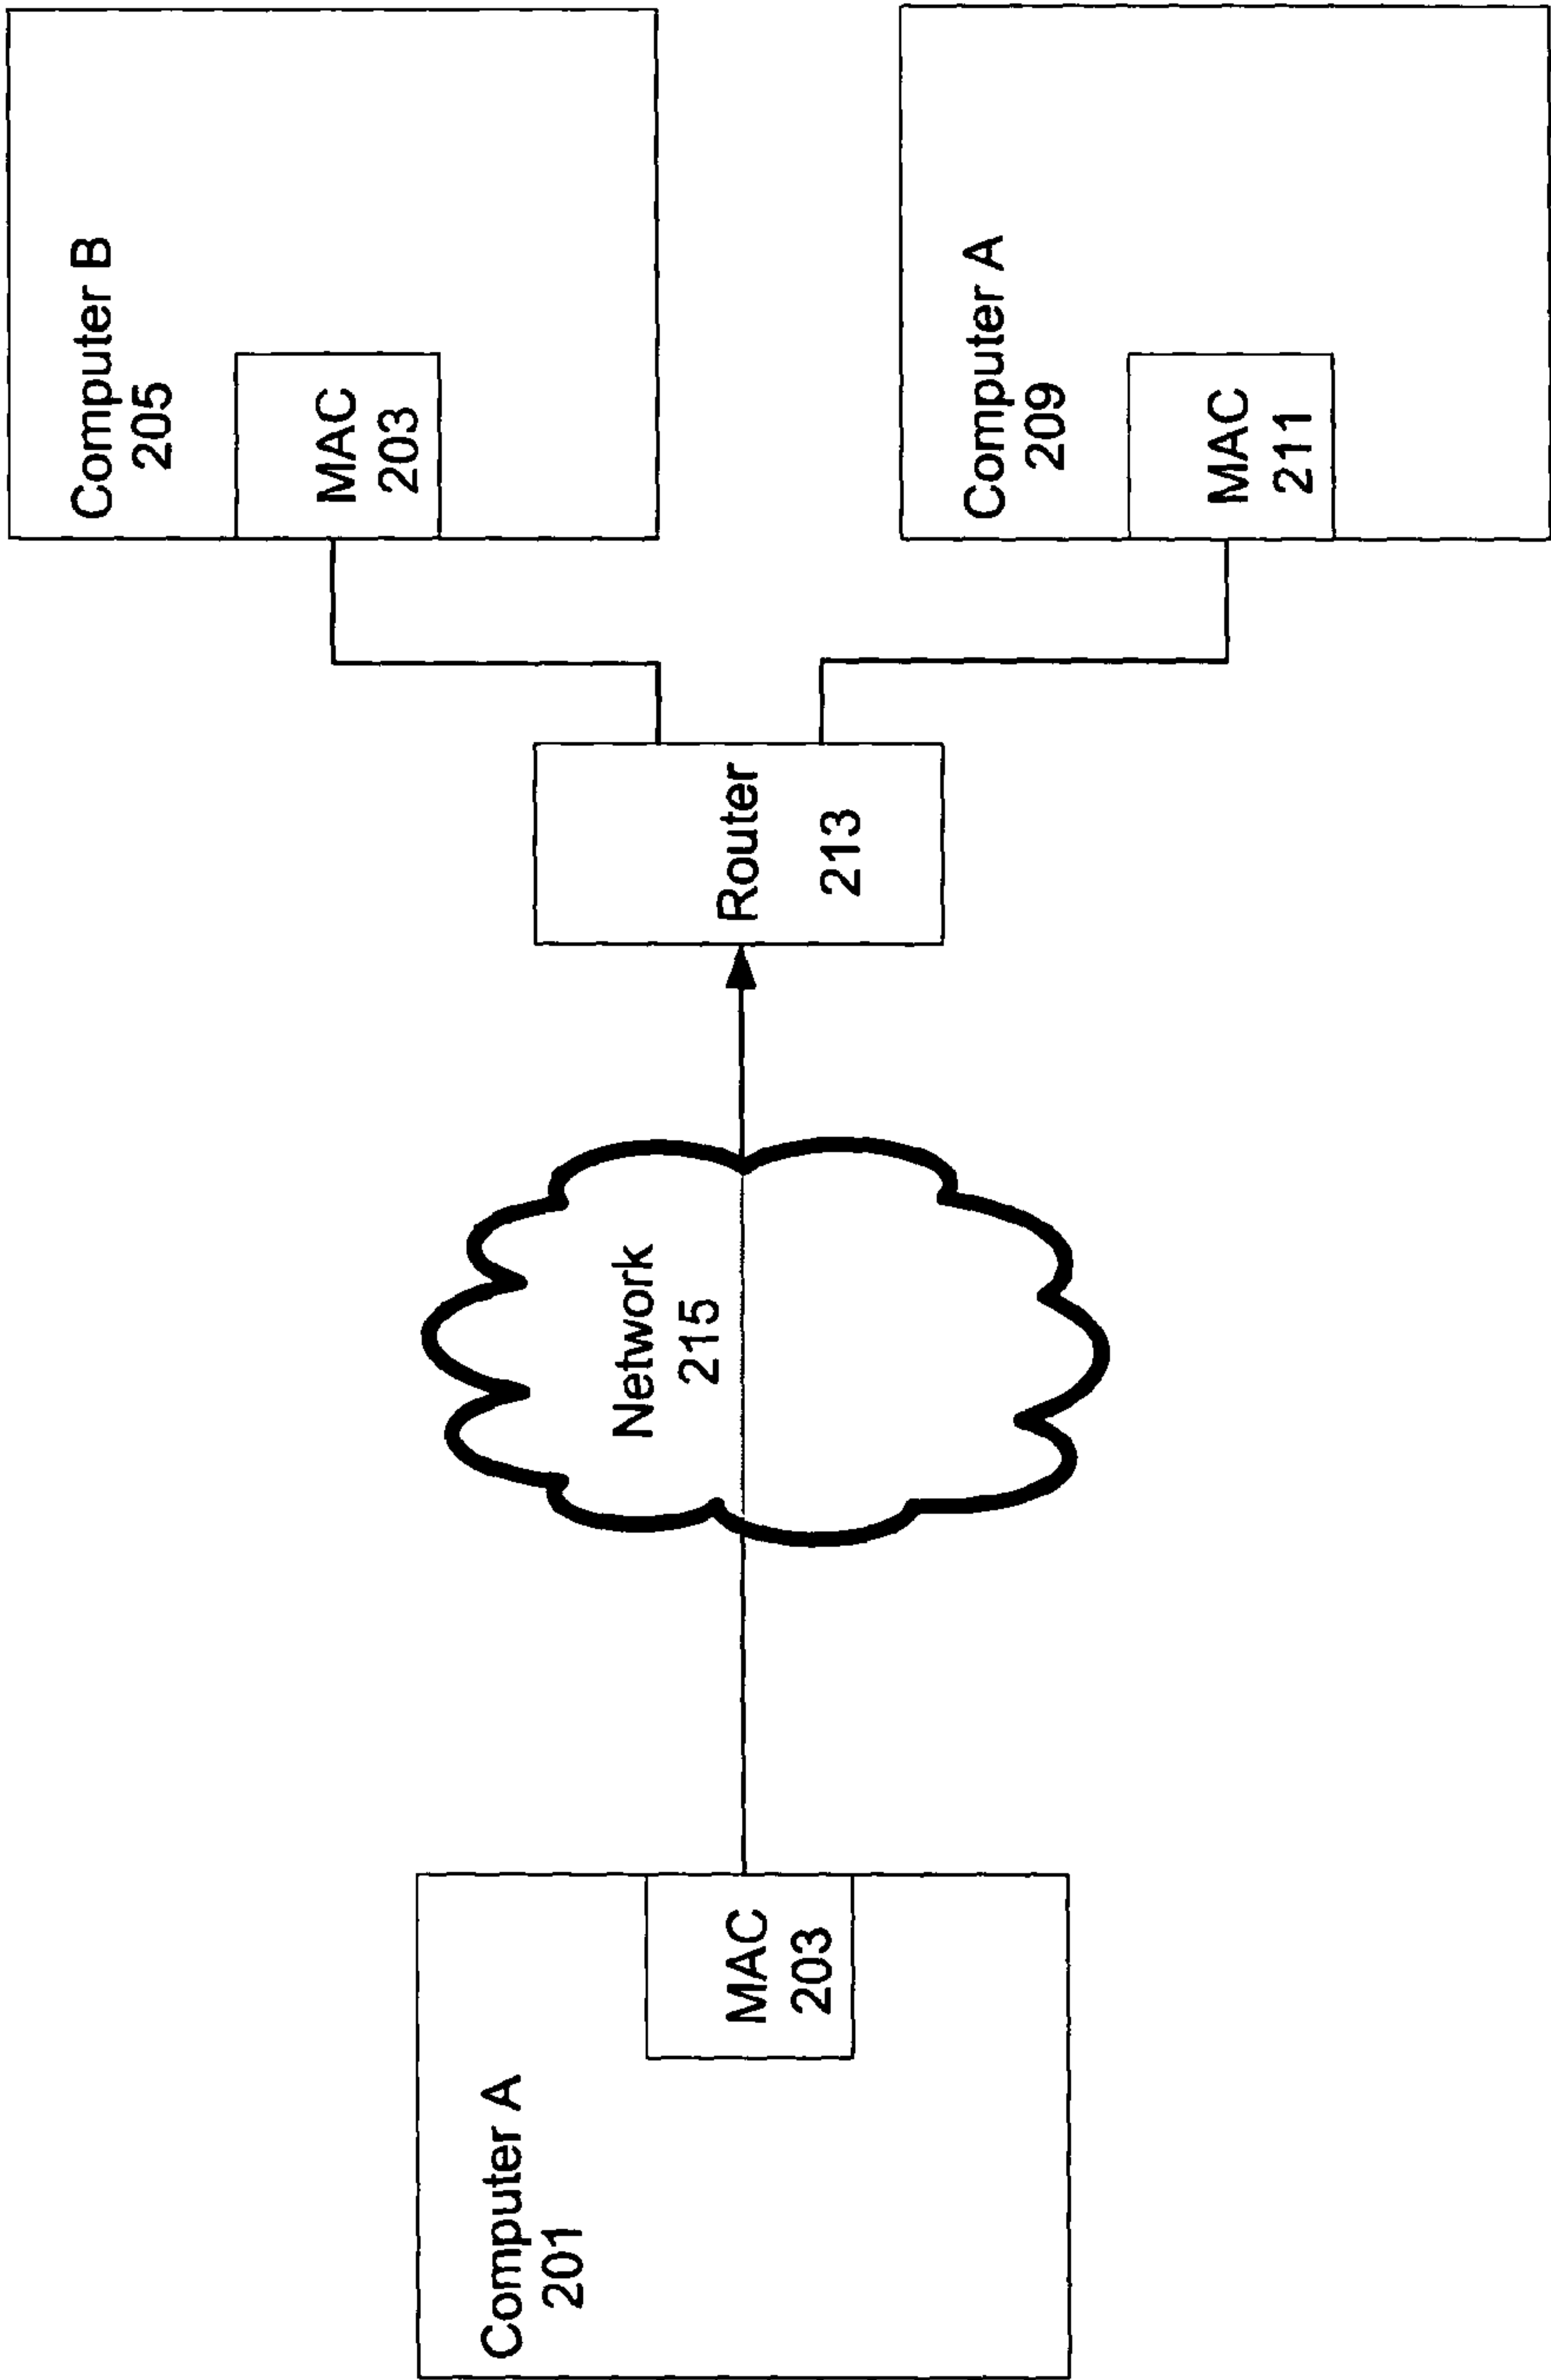 Computer A
201
MAC
203
Network
215
Router
213
Computer B
205
MAC
203
Computer A
209
MAC
211